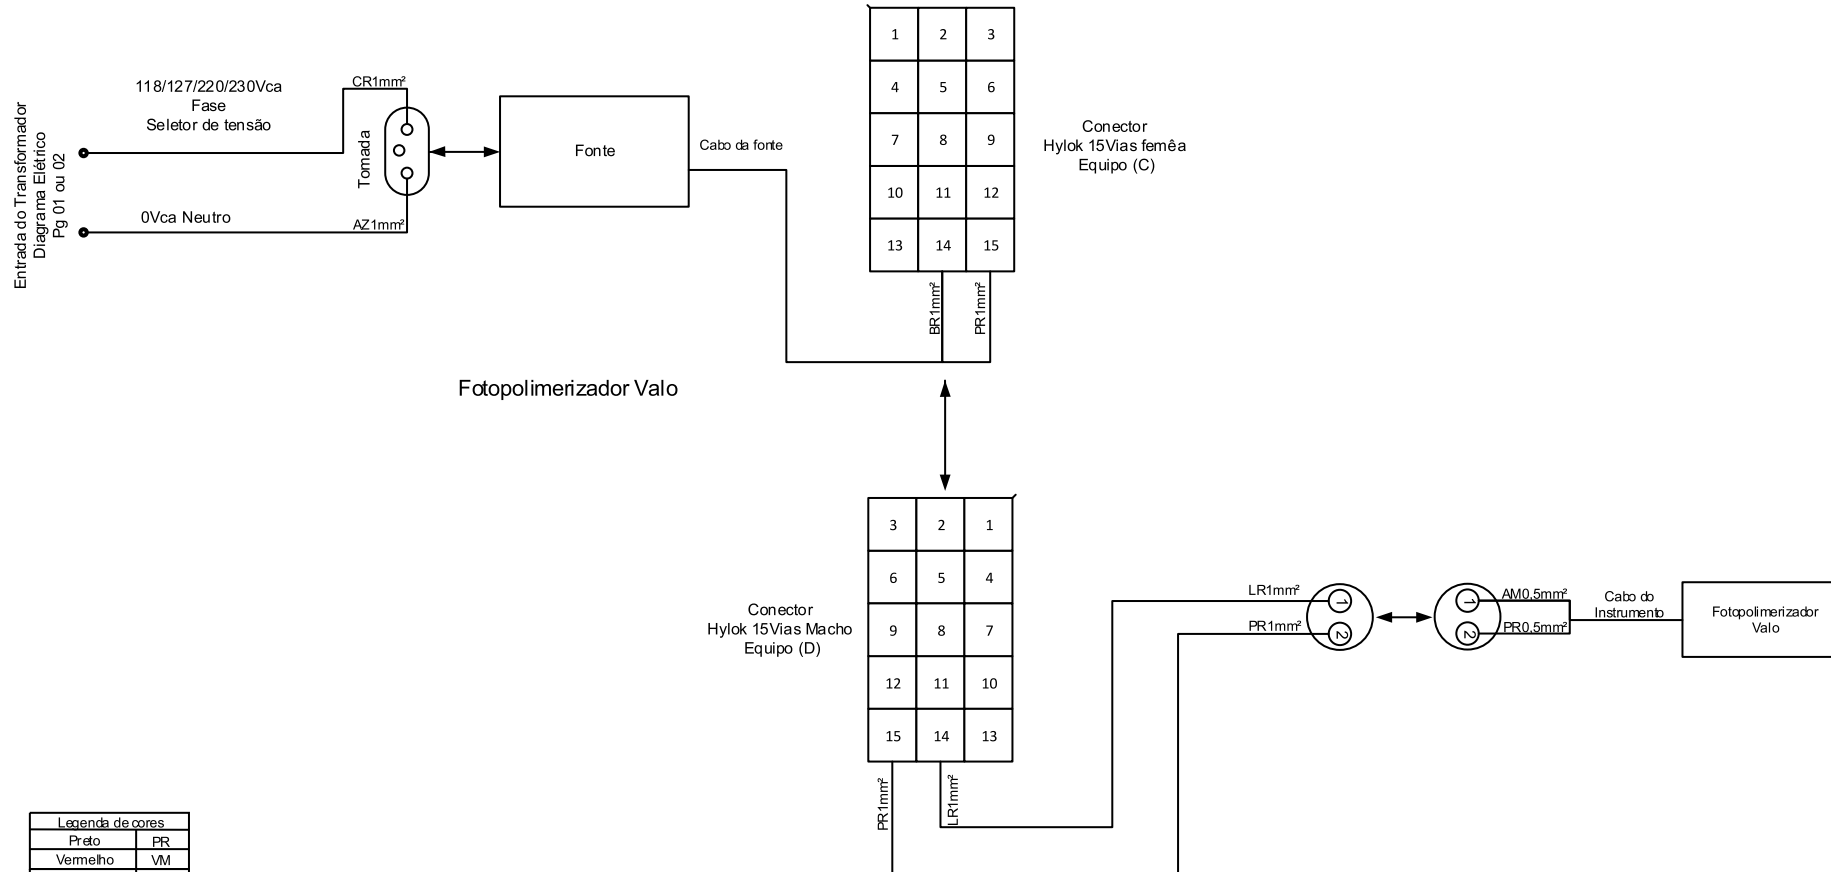 118/127/220/230Vca
Fase
Seletor de tensão
CR1mm²
Entrada do Transformador
Diagrama Elétrico
Pg 01 ou 02
0Vca Neutro
AZ1mm²
Tomada
Fonte
Cabo da fonte
1 2 3
4 5 6
7 8 9
10 11 12
13 14 15
Conector
Hylok 15Vias femêa
Equipo (C)
BR1mm²
PR1mm²
Fotopolimerizador Valo
3 2 1
6 5 4
9 8 7
12 11 10
15 14 13
Conector
Hylok 15Vias Macho
Equipo (D)
PR1mm²
LR1mm²
LR1mm²
PR1mm²
1
2
1
2
AM0,5mm²
PR0,5mm²
Cabo do
Instrumento
Fotopolimerizador
Valo
Legenda de cores
Preto PR
Vermelho VM